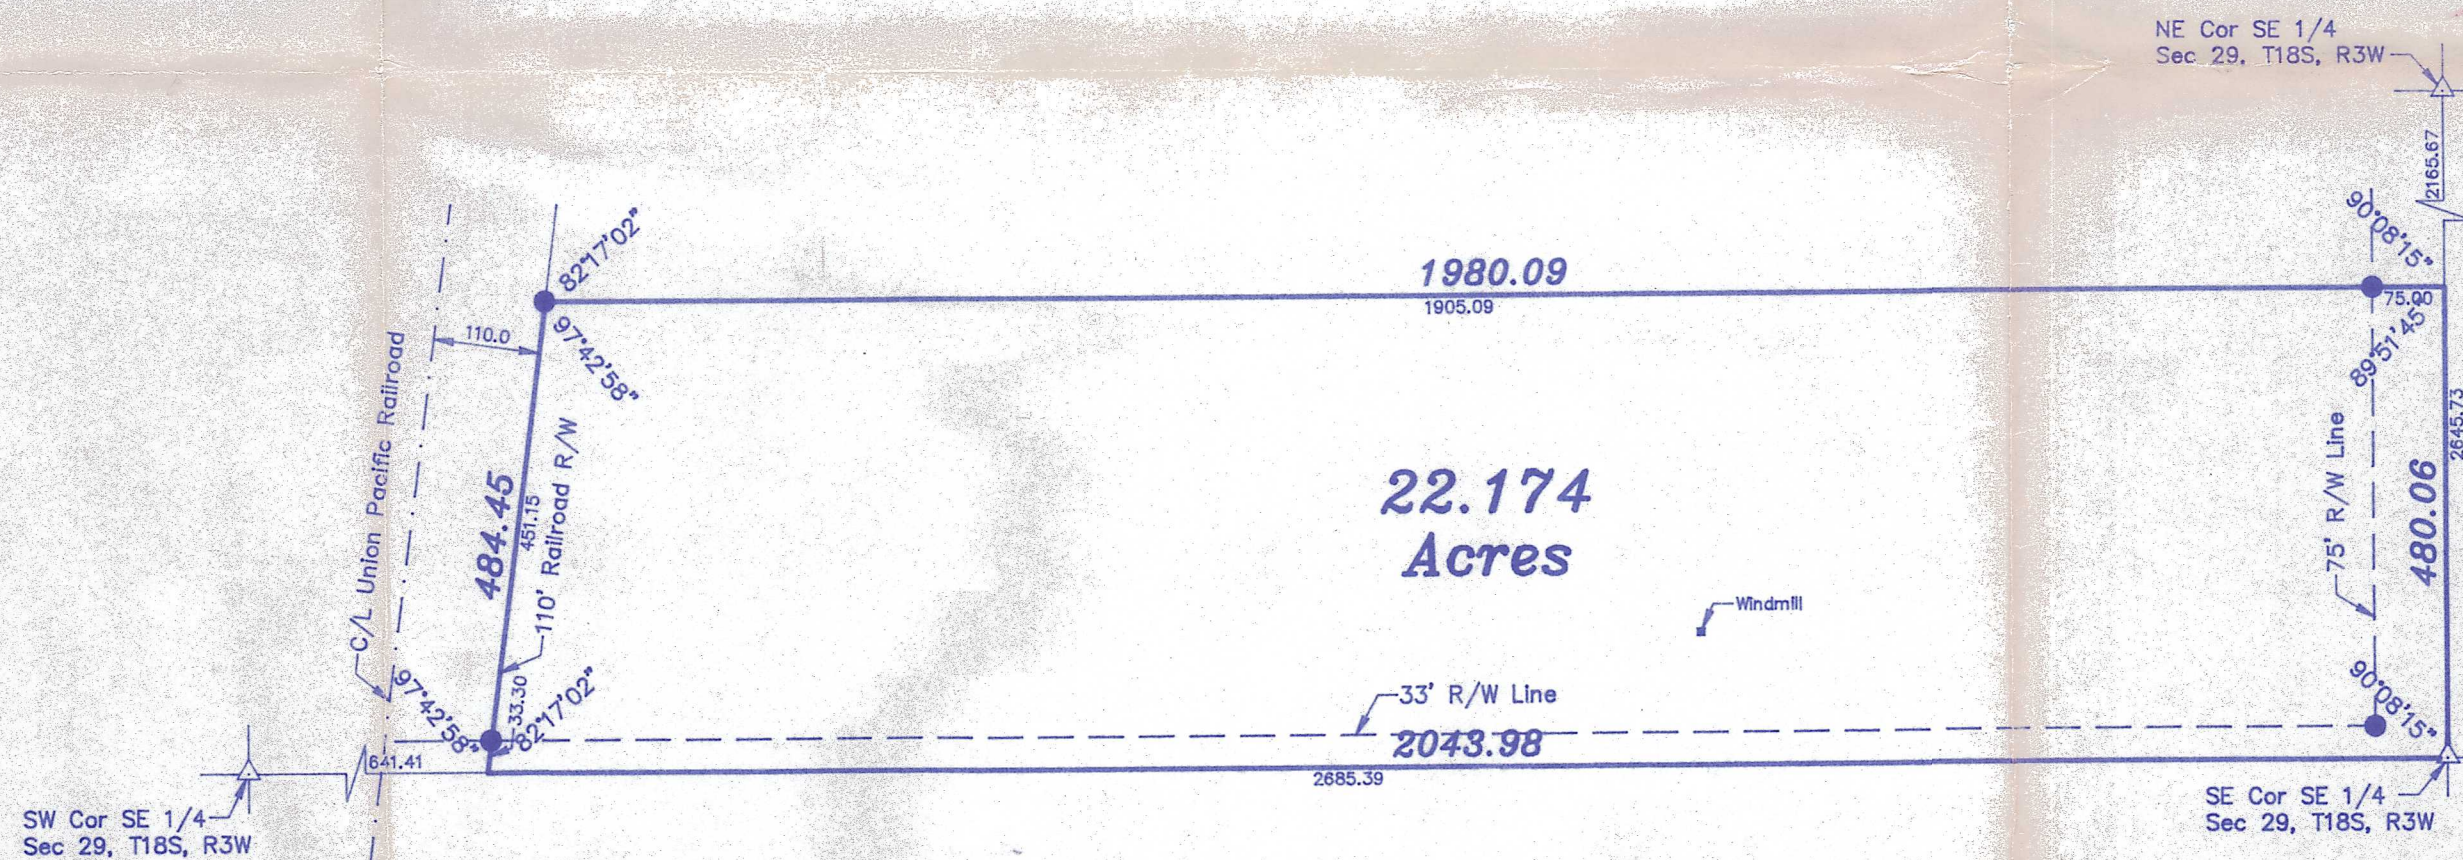 NE Cor SE 1/4
Sec 29, T18S, R3W
2165.67
82°17'02"
90°08'15"
1980.09
1905.09
75.00
110.0
97°42'58"
89°51'45"
C/L Union Pacific Railroad
484.45
451.15
110' Railroad R/W
22.174
Acres
75' R/W Line
480.06
2645.73
Windmill
97°42'58"
33.30
82°17'02"
33' R/W Line
90°08'15"
2043.98
641.41
2685.39
SW Cor SE 1/4
Sec 29, T18S, R3W
SE Cor SE 1/4
Sec 29, T18S, R3W